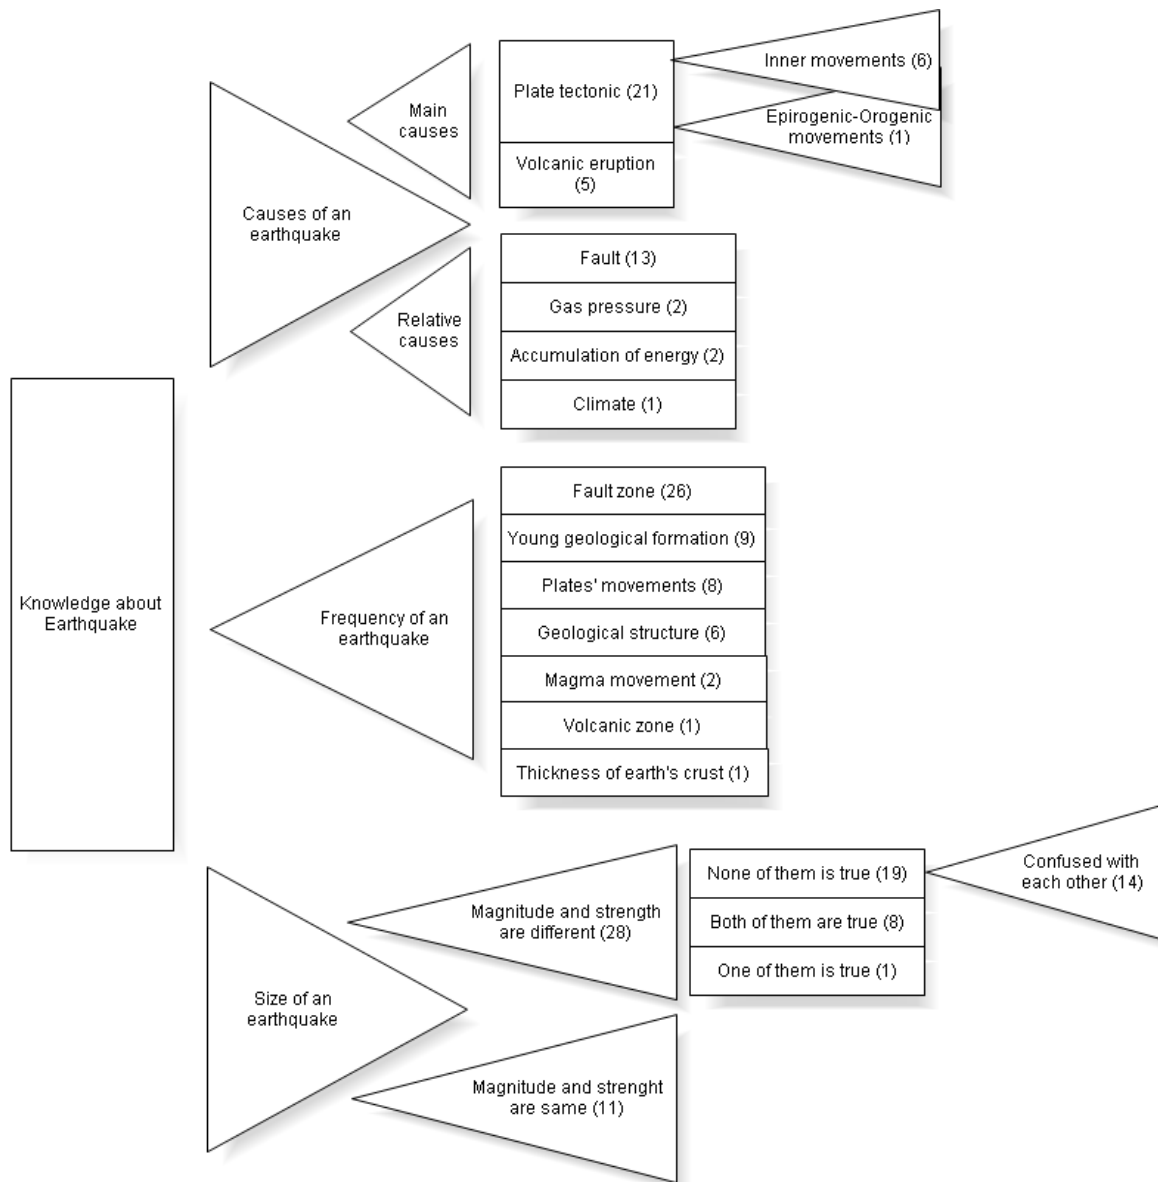 Knowledge about
Earthquake
Causes of an
earthquake
Main
causes
Plate tectonic (21)
Inner movements (6)
Epirogenic-Orogenic
movements (1)
Volcanic eruption
(5)
Relative
causes
Fault (13)
Gas pressure (2)
Accumulation of energy (2)
Climate (1)
Frequency of an
earthquake
Fault zone (26)
Young geological formation (9)
Plates' movements (8)
Geological structure (6)
Magma movement (2)
Volcanic zone (1)
Thickness of earth's crust (1)
Size of an
earthquake
Magnitude and strength
are different (28)
None of them is true (19)
Confused with
each other (14)
Both of them are true (8)
One of them is true (1)
Magnitude and strenght
are same (11)